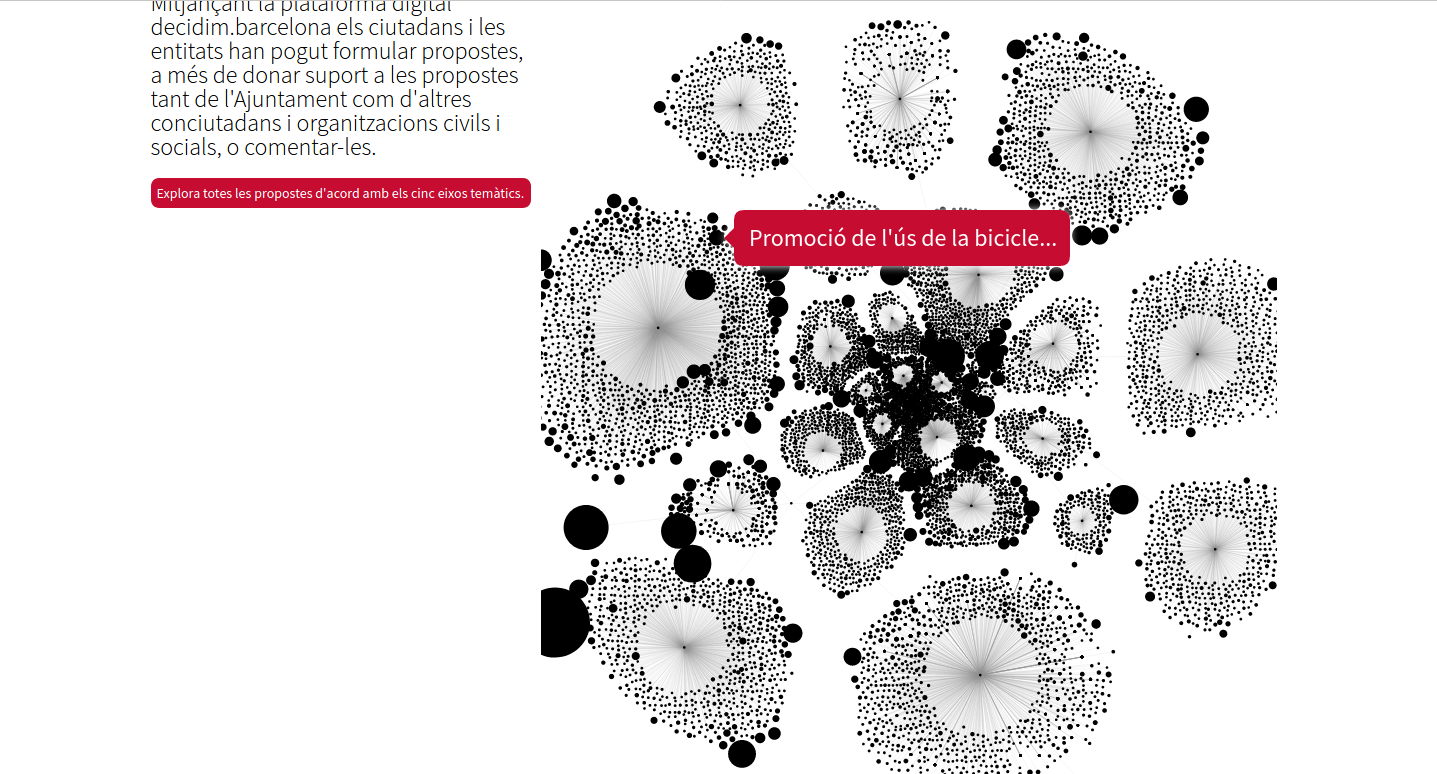 Mitjançant la plataforma digital
decidim.barcelona els ciutadans i les
entitats han pogut formular propostes,
a més de donar suport a les propostes
tant de l'Ajuntament com d'altres
conciutadans i organitzacions civils i
socials, o comentar-les.
Explora totes les propostes d'acord amb els cinc eixos temàtics.
Promoció de l'ús de la bicicle...